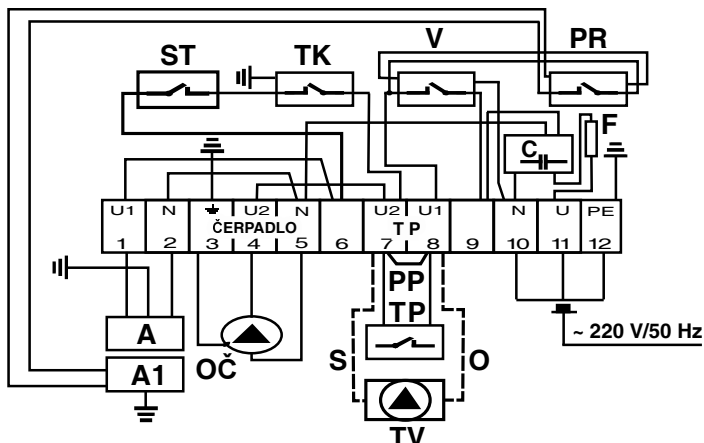 ST TK V PR
C F
U1 N U2 N U2 U1 N U PE
ČERPADLO T P
1 2 3 4 5 6 7 8 9 10 11 12
PP
A TP ~ 220 V/50 Hz
OČ S O
A1
TV